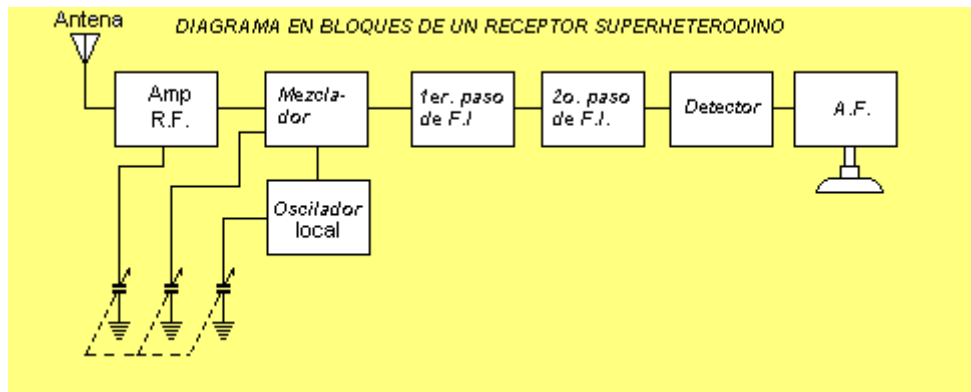 Antena
DIAGRAMA EN BLOQUES DE UN RECEPTOR SUPERHETERODINO
Amp
R.F.
Mezcla-
dor
1er. paso
de F.I
2o. paso
de F.I.
Detector
A.F.
Oscilador
local